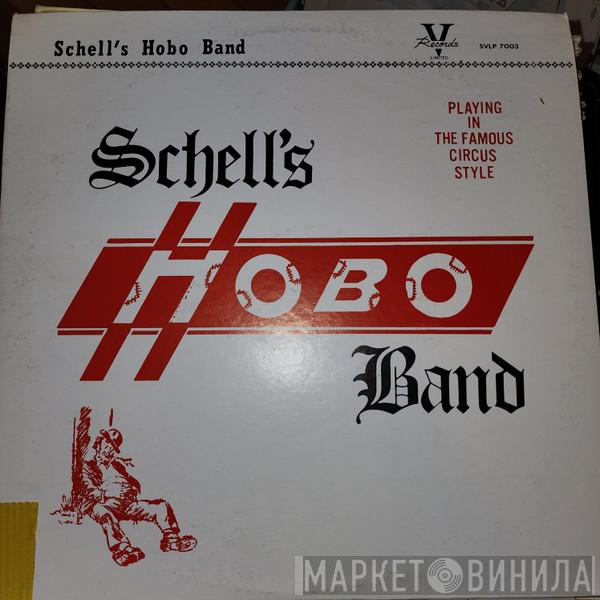 Schell's Hobo Band
V
Records
LIMITED
SVLP 7003
PLAYING
IN
THE FAMOUS
CIRCUS
STYLE
Schell's
HOBO
Band
МАРКЕТ ВИНИЛА